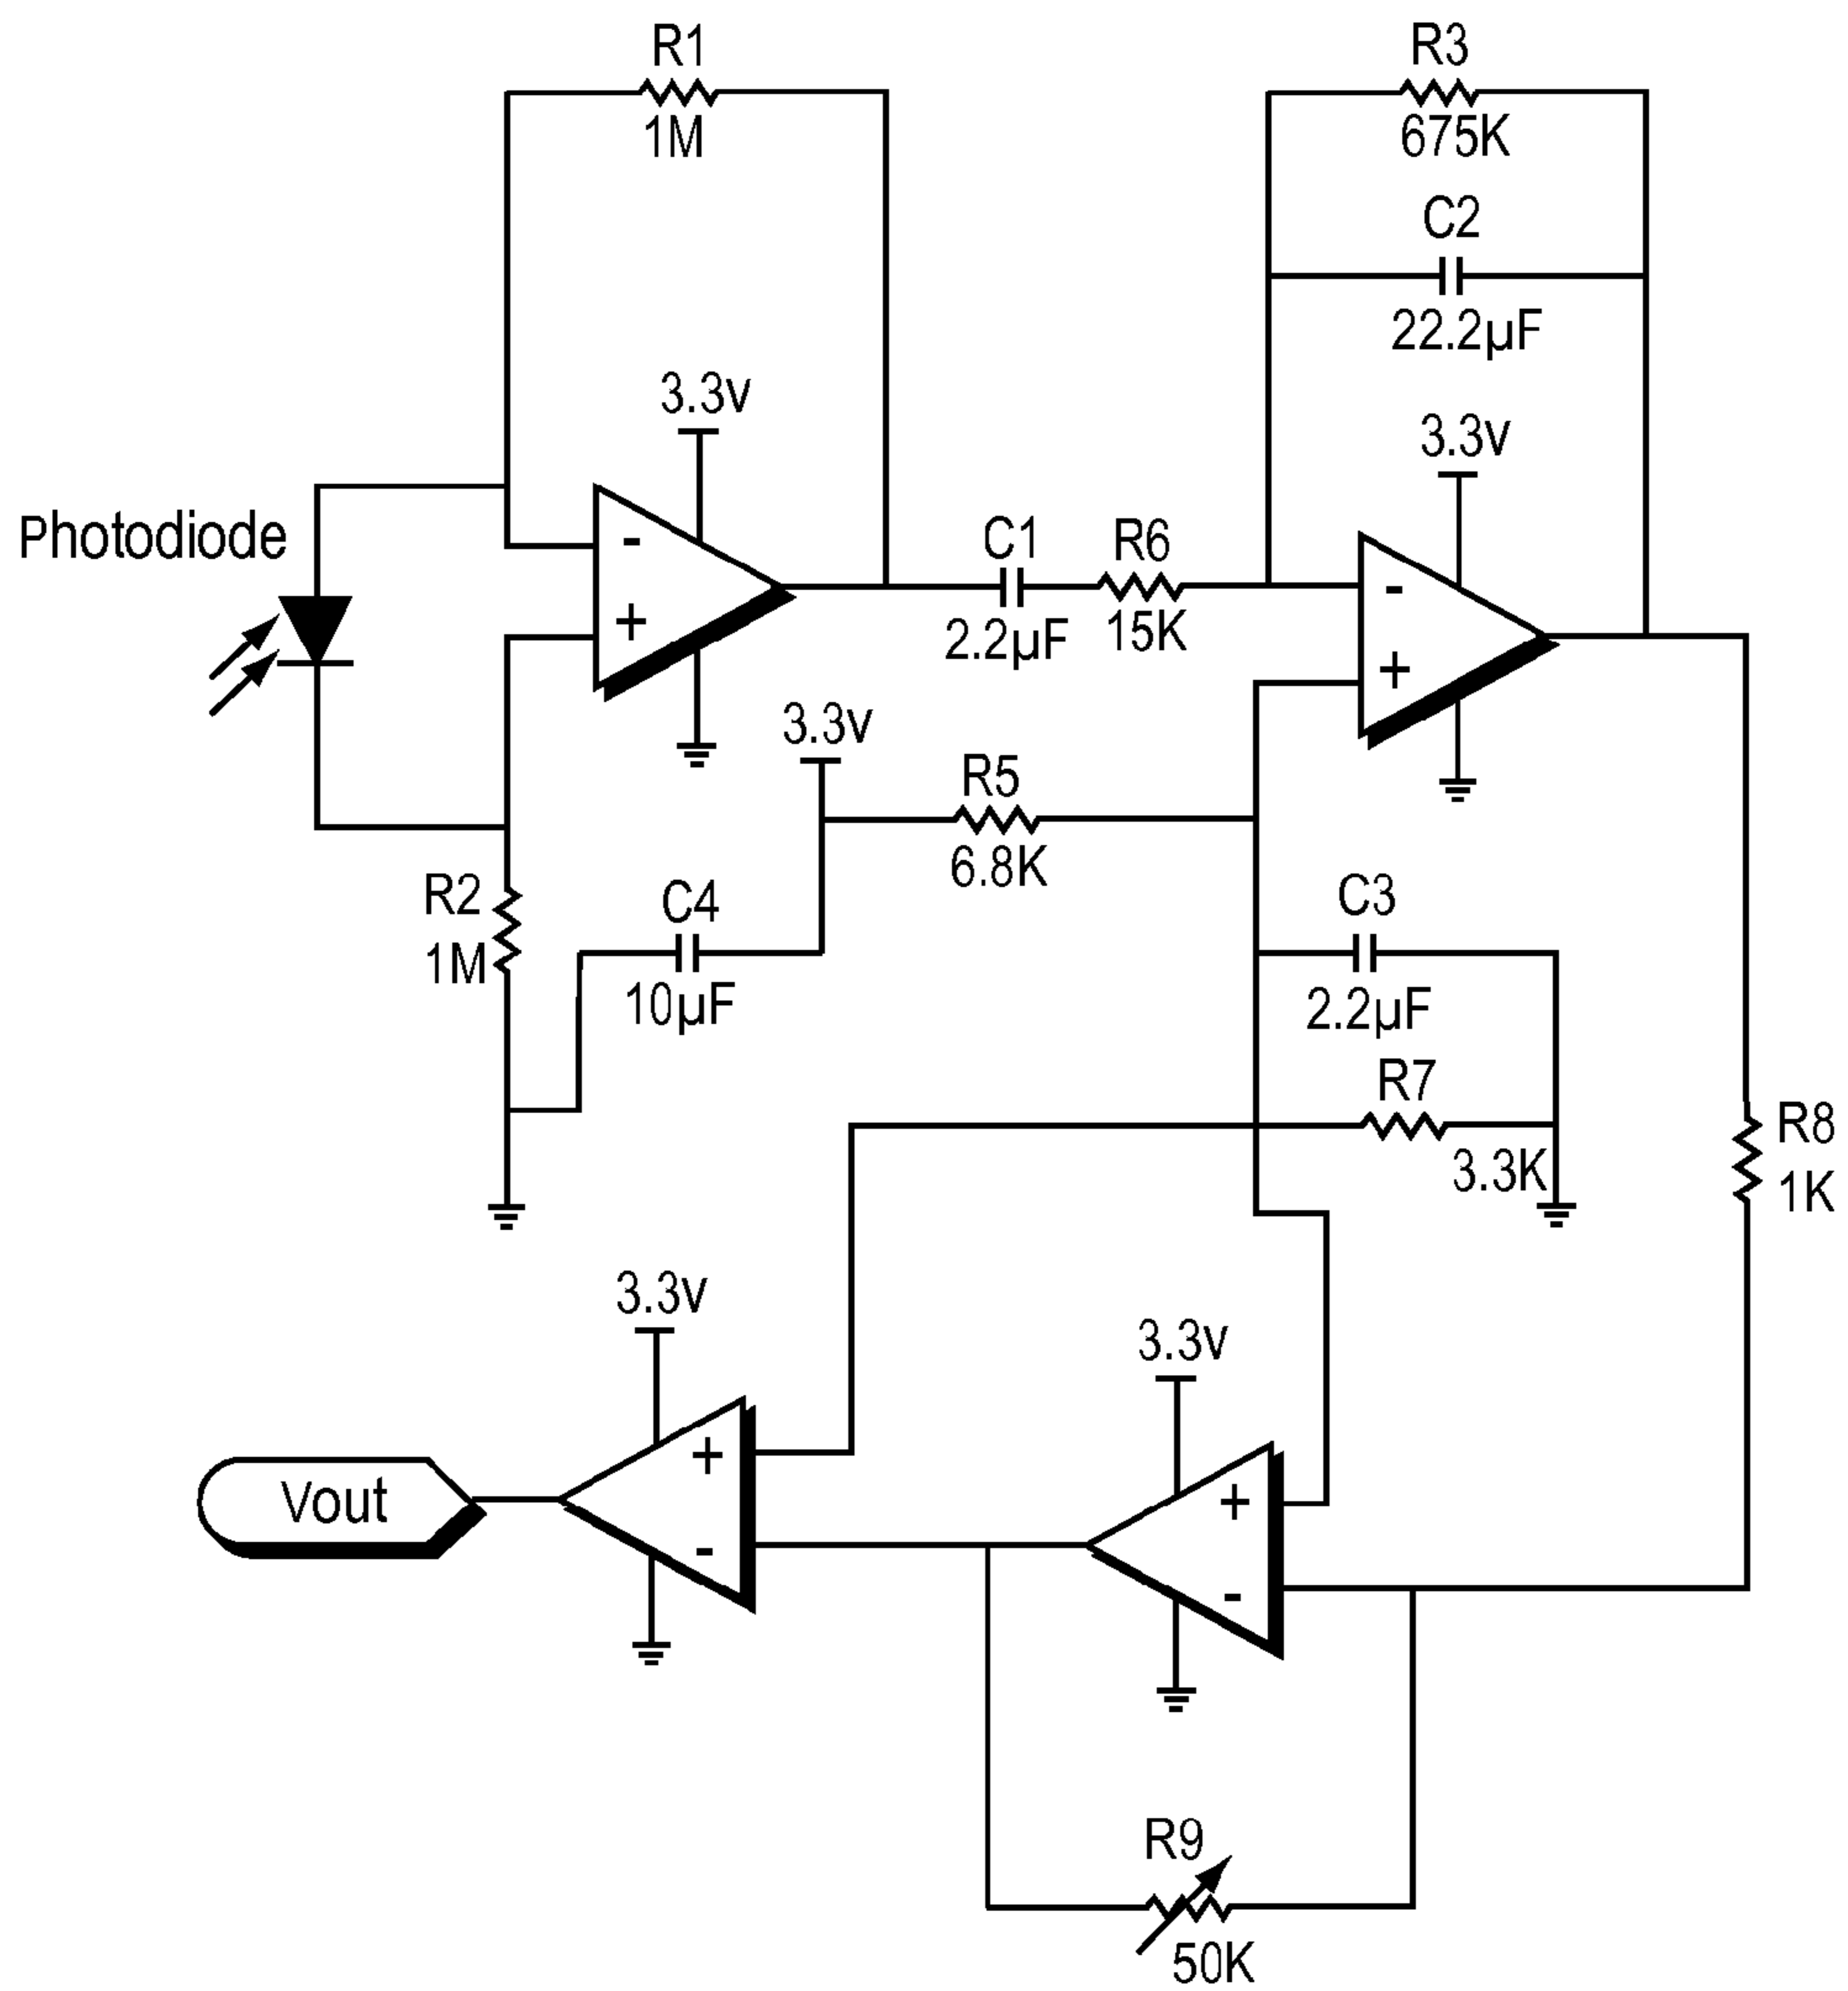 R1
1M
R3
675K
C2
22.2µF
3.3v
3.3v
Photodiode
-
+
C1
2.2µF
R6
15K
-
+
3.3v
R5
6.8K
R2
1M
C4
10µF
C3
2.2µF
R7
3.3K
R8
1K
3.3v
3.3v
+
-
Vout
+
-
R9
50K